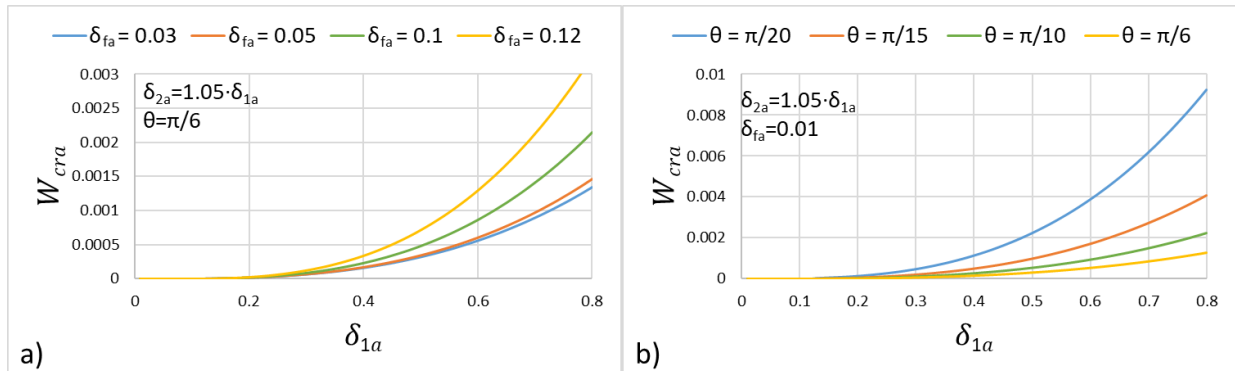 δfa = 0.03 δfa = 0.05 δfa = 0.1 δfa = 0.12
0.003
0.0025
0.002
0.0015
0.001
0.0005
0
δ2a=1.05·δ1a
θ=π/6
Wcra
0 0.2 0.4 0.6 0.8
δ1a
a)
b)
θ = π/20 θ = π/15 θ = π/10 θ = π/6
0.01
0.008
0.006
0.004
0.002
0
δ2a=1.05·δ1a
δfa=0.01
Wcra
0 0.1 0.2 0.3 0.4 0.5 0.6 0.7 0.8
δ1a